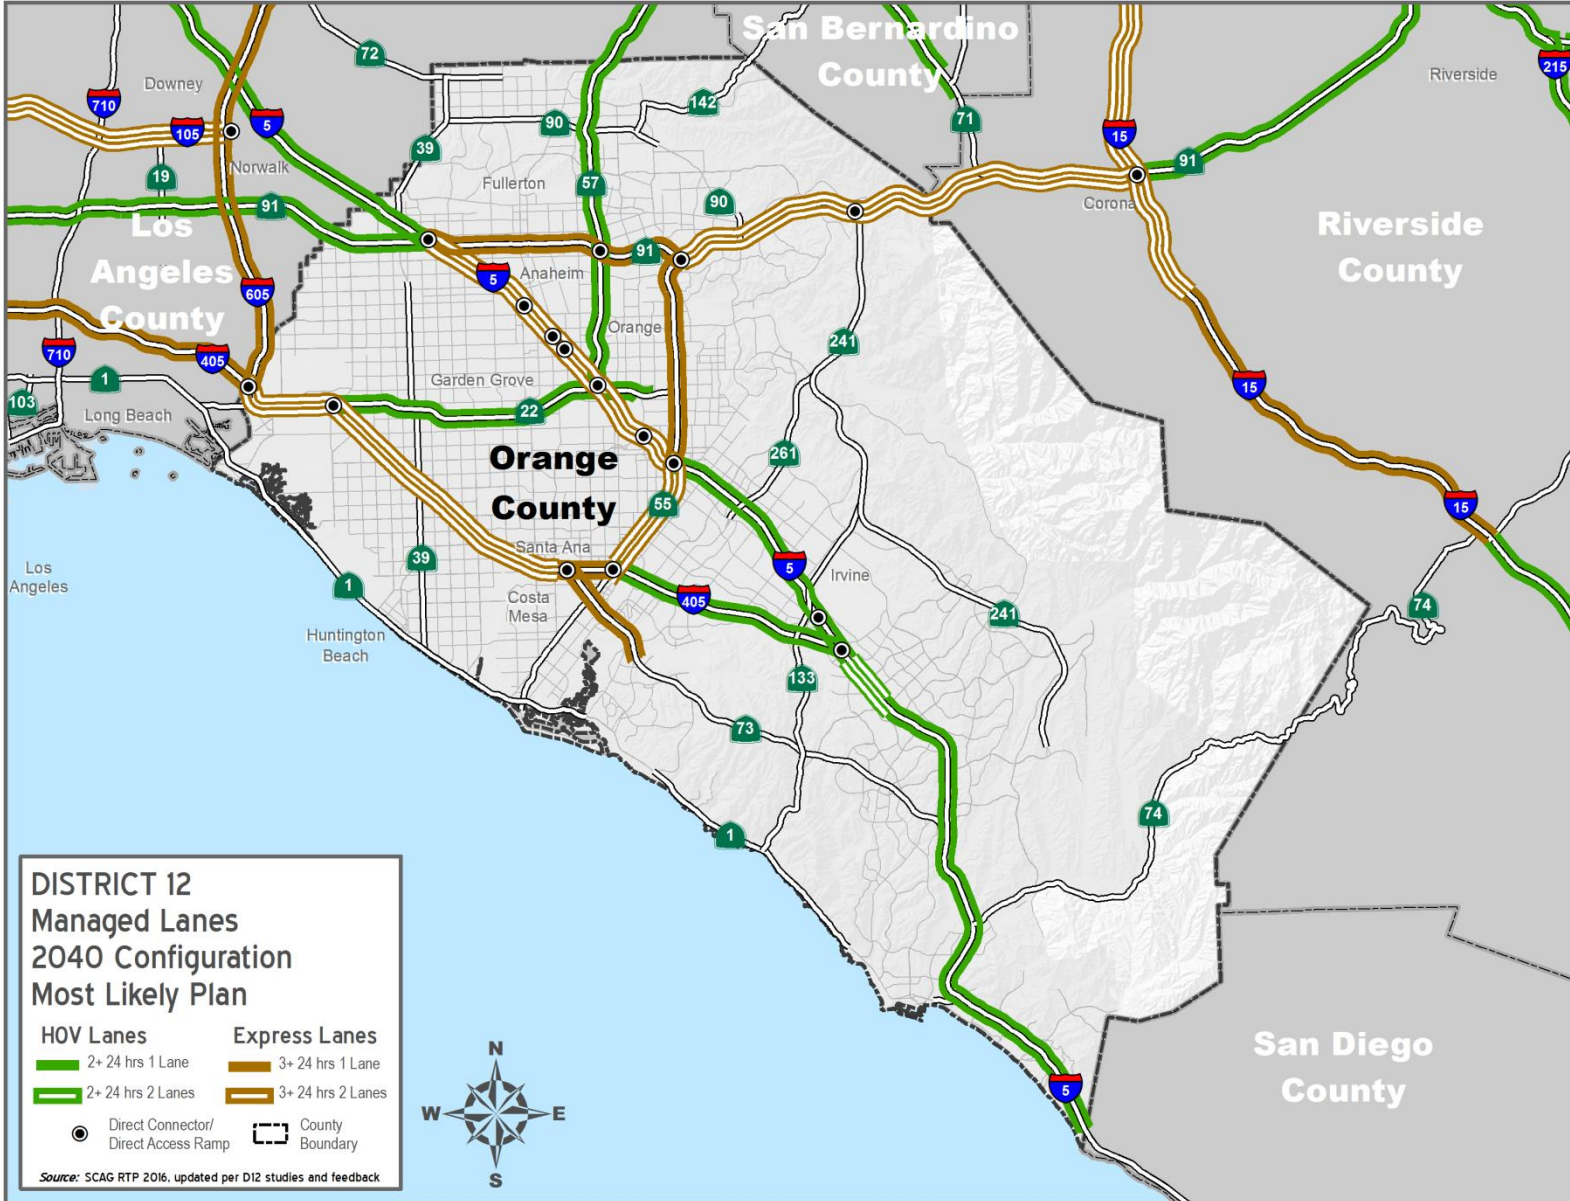 San Bernardino
County
72
Downey
710
105
5
Norwalk
19
91
Los
Angeles
County
605
405
710
1
103
Long Beach
39
90
142
Fullerton
57
90
91
5
Anaheim
Orange
Garden Grove
22
Orange
County
55
261
241
Santa Ana
39
Costa
Mesa
405
5
Irvine
241
1
Huntington
Beach
Los
Angeles
133
73
1
74
74
71
15
91
Corona
Riverside
215
Riverside
County
15
15
San Diego
County
5
DISTRICT 12
Managed Lanes
2040 Configuration
Most Likely Plan
HOV Lanes
Express Lanes
2+ 24 hrs 1 Lane
3+ 24 hrs 1 Lane
2+ 24 hrs 2 Lanes
3+ 24 hrs 2 Lanes
Direct Connector/
Direct Access Ramp
County
Boundary
Source: SCAG RTP 2016, updated per D12 studies and feedback
N
W
E
S